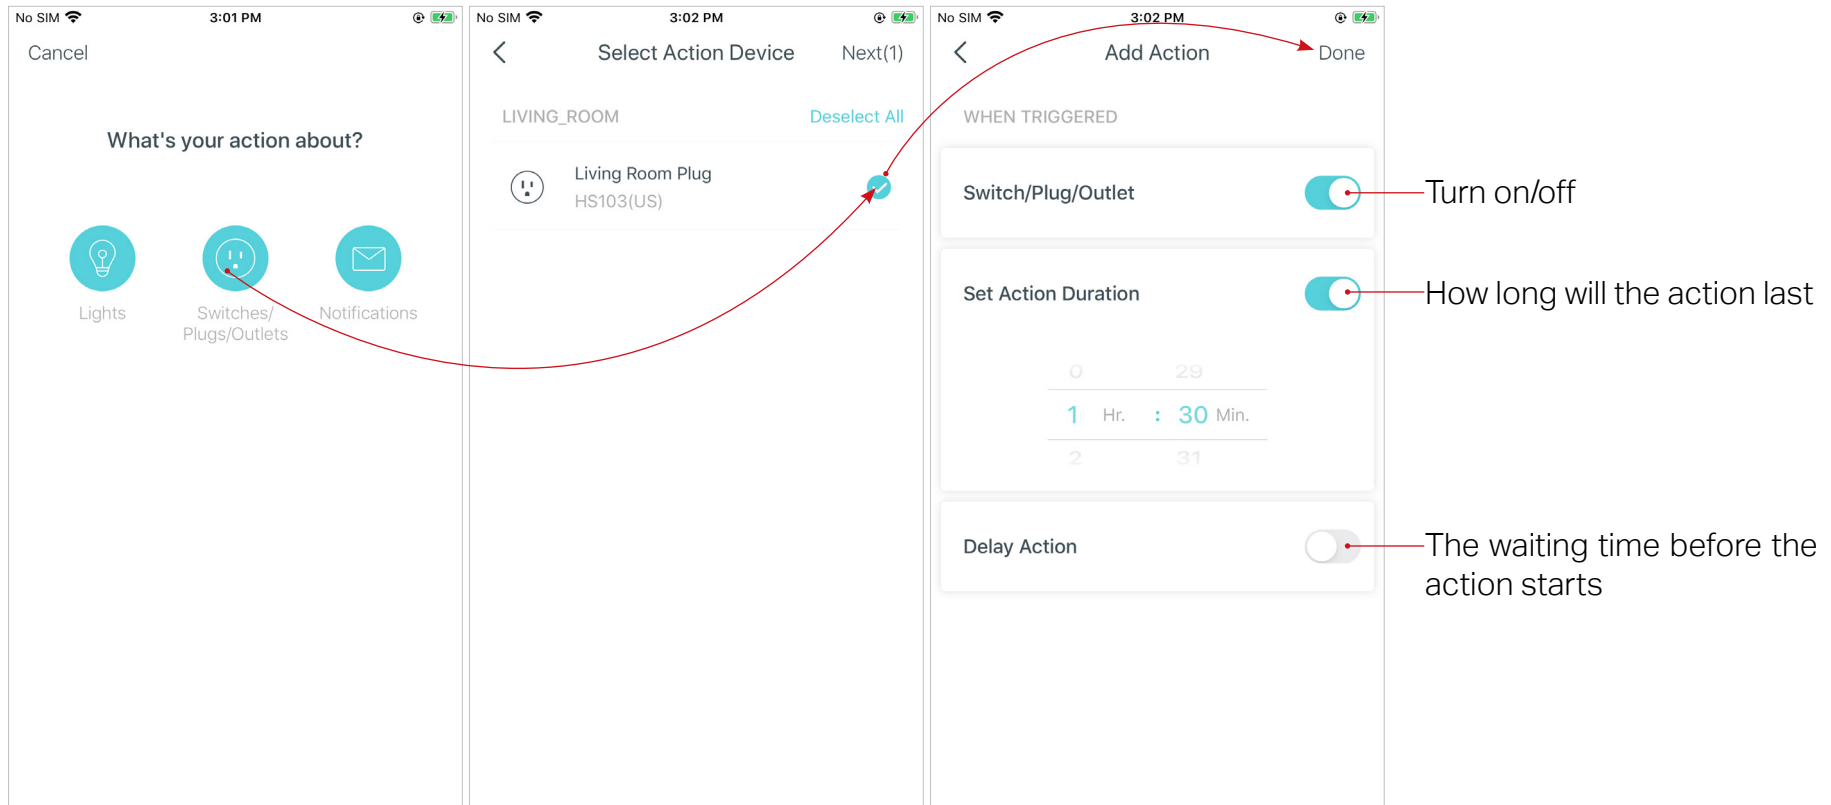 No SIM 3:01 PM
Cancel
What's your action about?
Lights
Switches/
Plugs/Outlets
Notifications
No SIM 3:02 PM
Select Action Device Next(1)
LIVING_ROOM Deselect All
Living Room Plug
HS103(US)
No SIM 3:02 PM
Add Action Done
WHEN TRIGGERED
Switch/Plug/Outlet
Set Action Duration
0 29
1 Hr. : 30 Min.
2 31
Delay Action
Turn on/off
How long will the action last
The waiting time before the
action starts